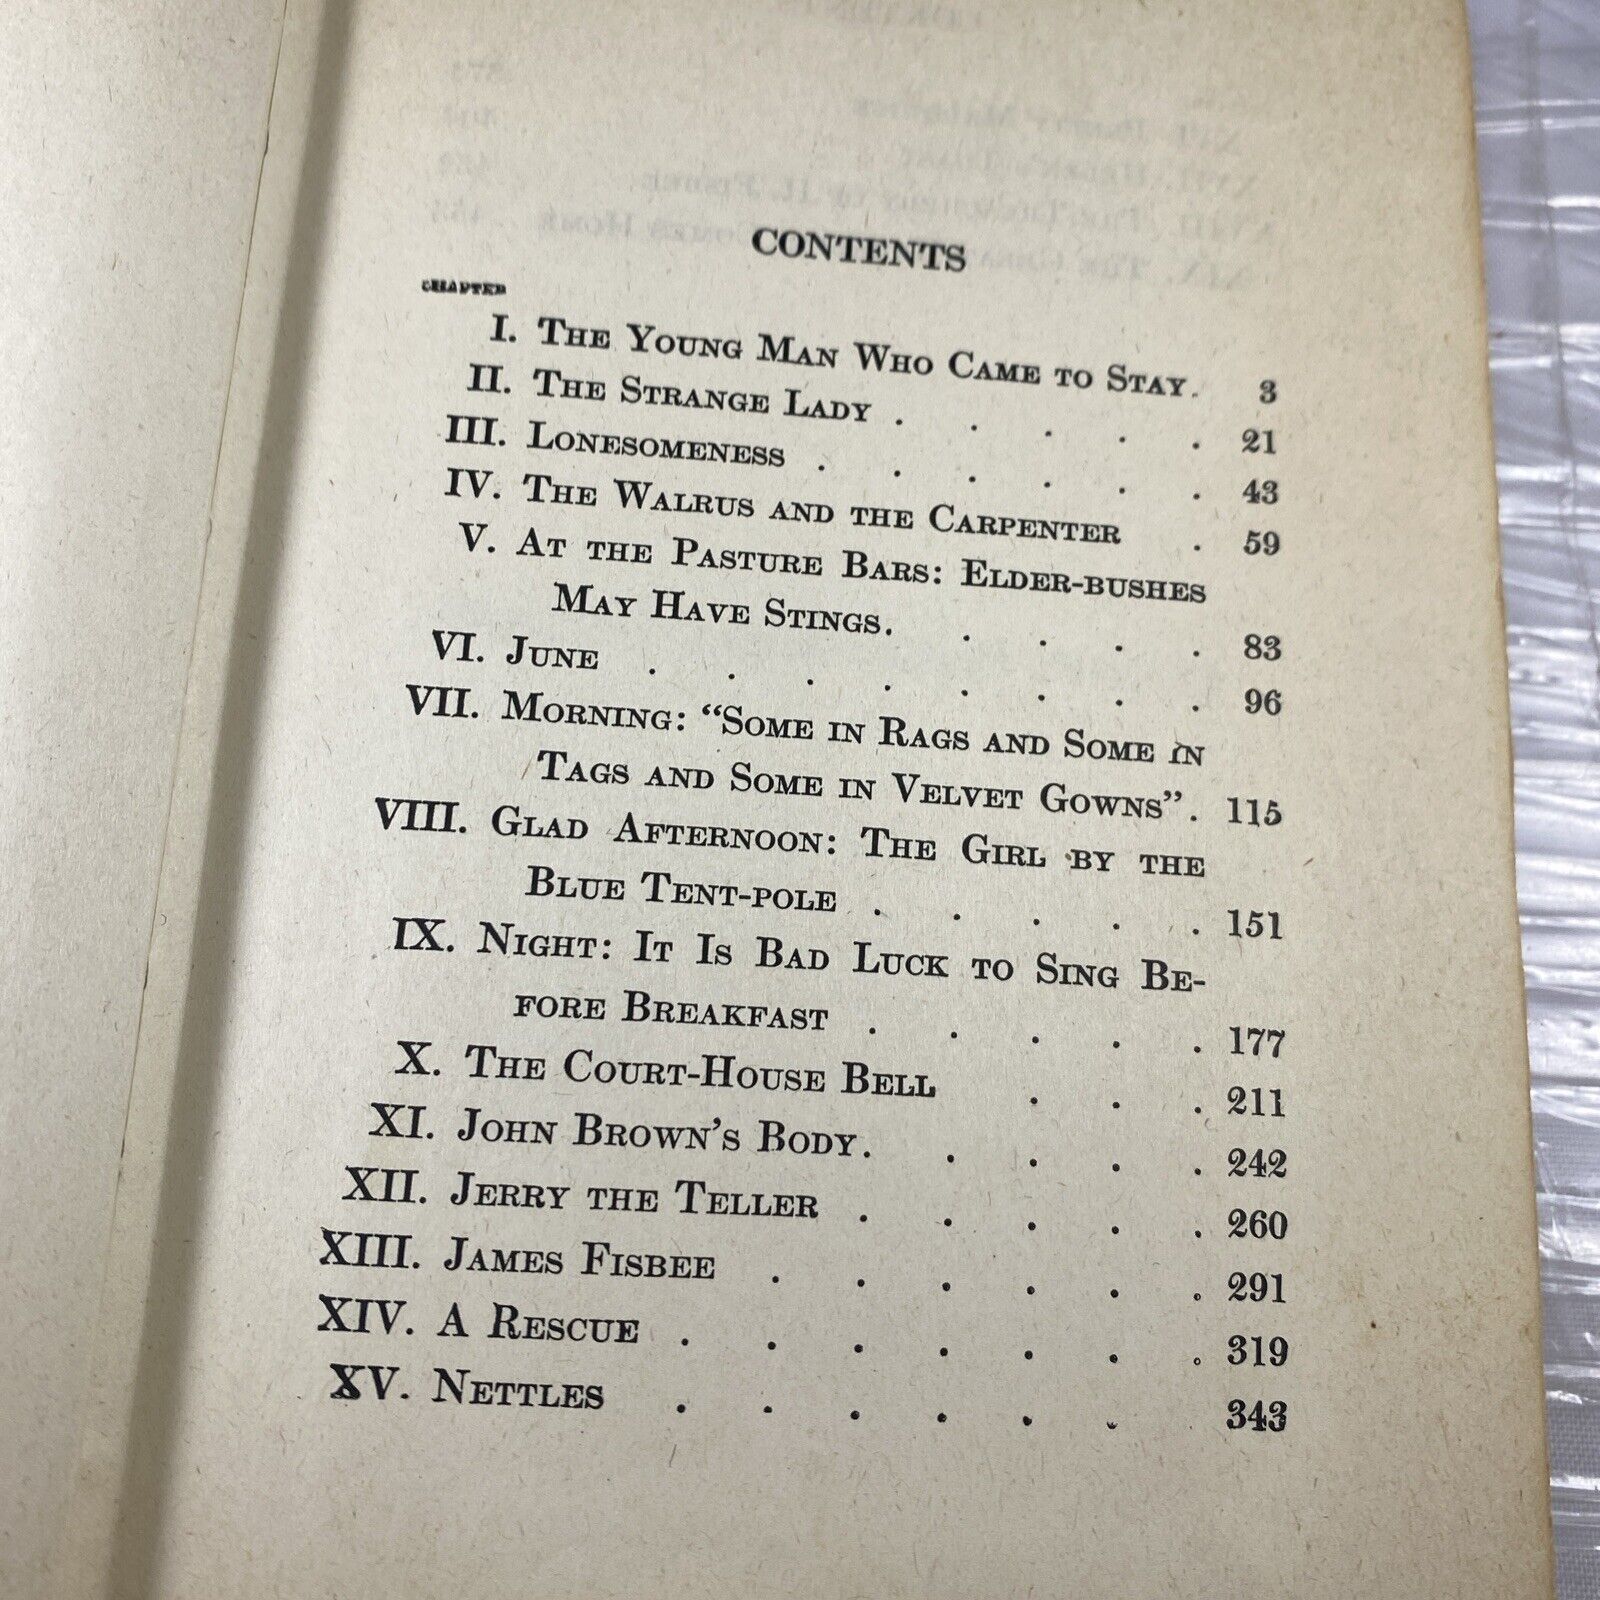 CONTENTS
CHAPTER
I. THE YOUNG MAN WHO CAME TO STAY. 3
II. THE STRANGE LADY . . . . . 21
III. LONESOMENESS . . . . . . 43
IV. THE WALRUS AND THE CARPENTER . 59
V. AT THE PASTURE BARS: ELDER-BUSHES
MAY HAVE STINGS. . . . . 83
VI. JUNE . . . . . . . . 96
VII. MORNING: “SOME IN RAGS AND SOME IN
TAGS AND SOME IN VELVET GOWNS”. 115
VIII. GLAD AFTERNOON: THE GIRL BY THE
BLUE TENT-POLE . . . . . 151
IX. NIGHT: IT IS BAD LUCK TO SING BE-
FORE BREAKFAST . . . . . 177
X. THE COURT-HOUSE BELL . . . 211
XI. JOHN BROWN’S BODY. . . . . 242
XII. JERRY THE TELLER . . . . . 260
XIII. JAMES FISBEE . . . . . . 291
XIV. A RESCUE . . . . . . . 319
XV. NETTLES . . . . . . 343